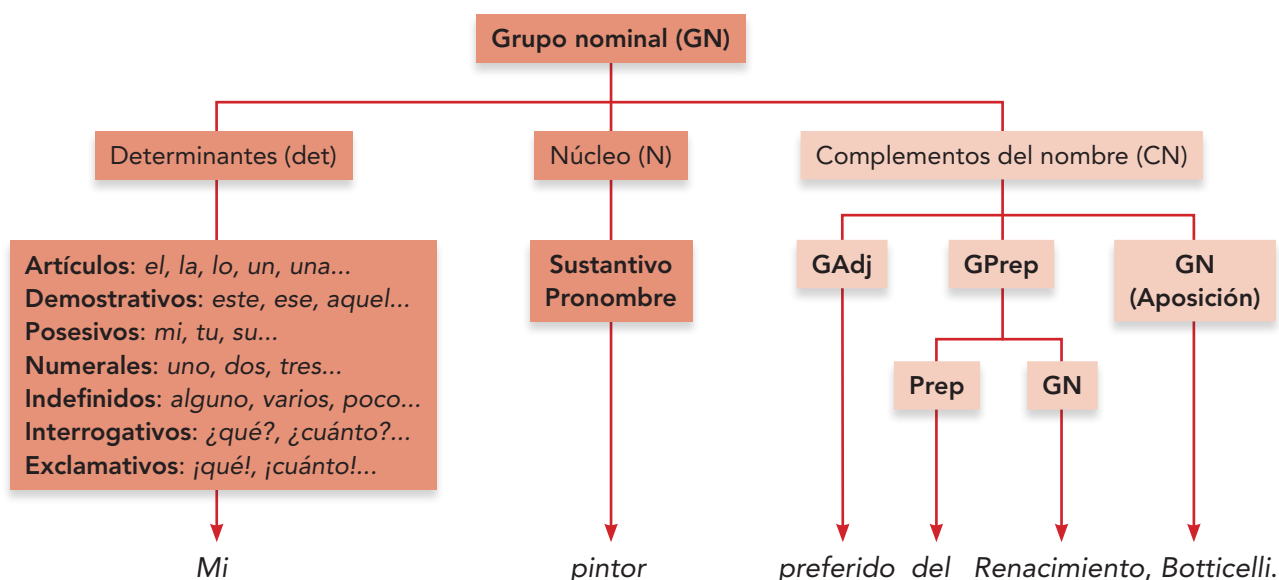 Grupo nominal (GN)
Determinantes (det)
Núcleo (N)
Complementos del nombre (CN)
Artículos: el, la, lo, un, una...
Demostrativos: este, ese, aquel...
Posesivos: mi, tu, su...
Numerales: uno, dos, tres...
Indefinidos: alguno, varios, poco...
Interrogativos: ¿qué?, ¿cuánto?...
Exclamativos: ¡qué!, ¡cuánto!...
Sustantivo
Pronombre
GAdj
GPrep
GN
(Aposición)
Prep
GN
Mi pintor preferido del Renacimiento, Botticelli.